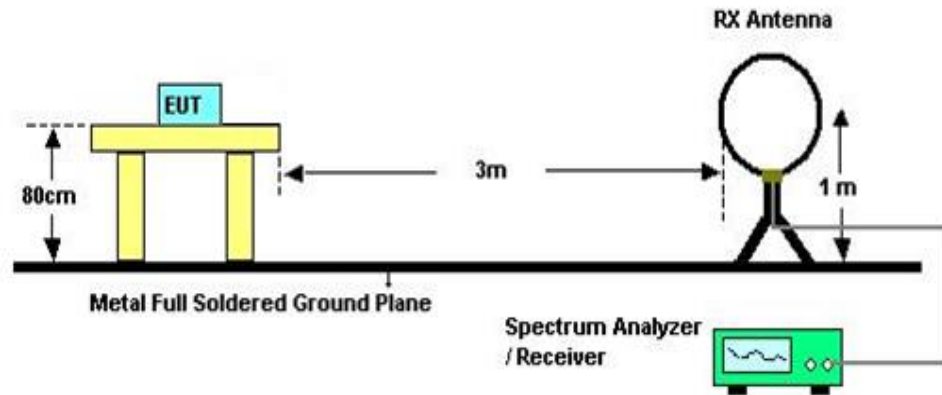 RX Antenna
EUT
80cm
3m
1 m
Metal Full Soldered Ground Plane
Spectrum Analyzer
/ Receiver